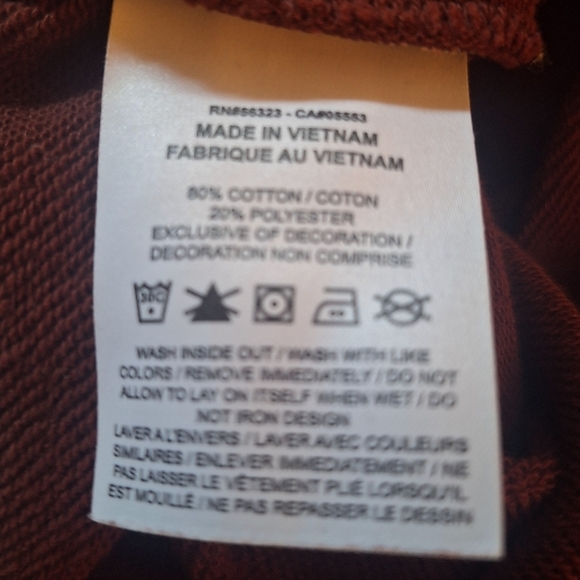 RN#56323 - CA#05553
MADE IN VIETNAM
FABRIQUE AU VIETNAM
80% COTTON / COTON
20% POLYESTER
EXCLUSIVE OF DECORATION /
DECORATION NON COMPRISE
30C
WASH INSIDE OUT / WASH WITH LIKE
COLORS / REMOVE IMMEDIATELY / DO NOT
ALLOW TO LAY ON ITSELF WHEN WET / DO
NOT IRON DESIGN
LAVER A L'ENVERS / LAVER AVEC COULEURS
SIMILAIRES / ENLEVER IMMEDIATEMENT / NE
PAS LAISSER LE VÊTEMENT PLIÉ LORSQU'IL
EST MOUILLÉ / NE PAS REPASSER LE DESSIN